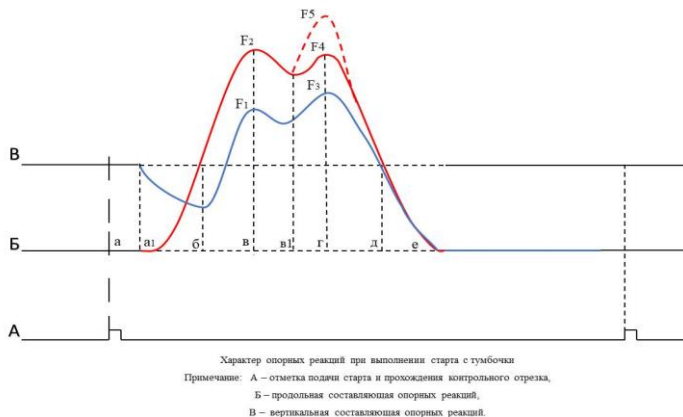 F5
F2
F4
F1
F3
В
Б
а
а1
б
в
в1
г
д
е
А
Характер опорных реакций при выполнении старта с тумбочки
Примечание: А – отметка подачи старта и прохождения контрольного отрезка,
Б – продольная составляющая опорных реакций,
В – вертикальная составляющая опорных реакций.